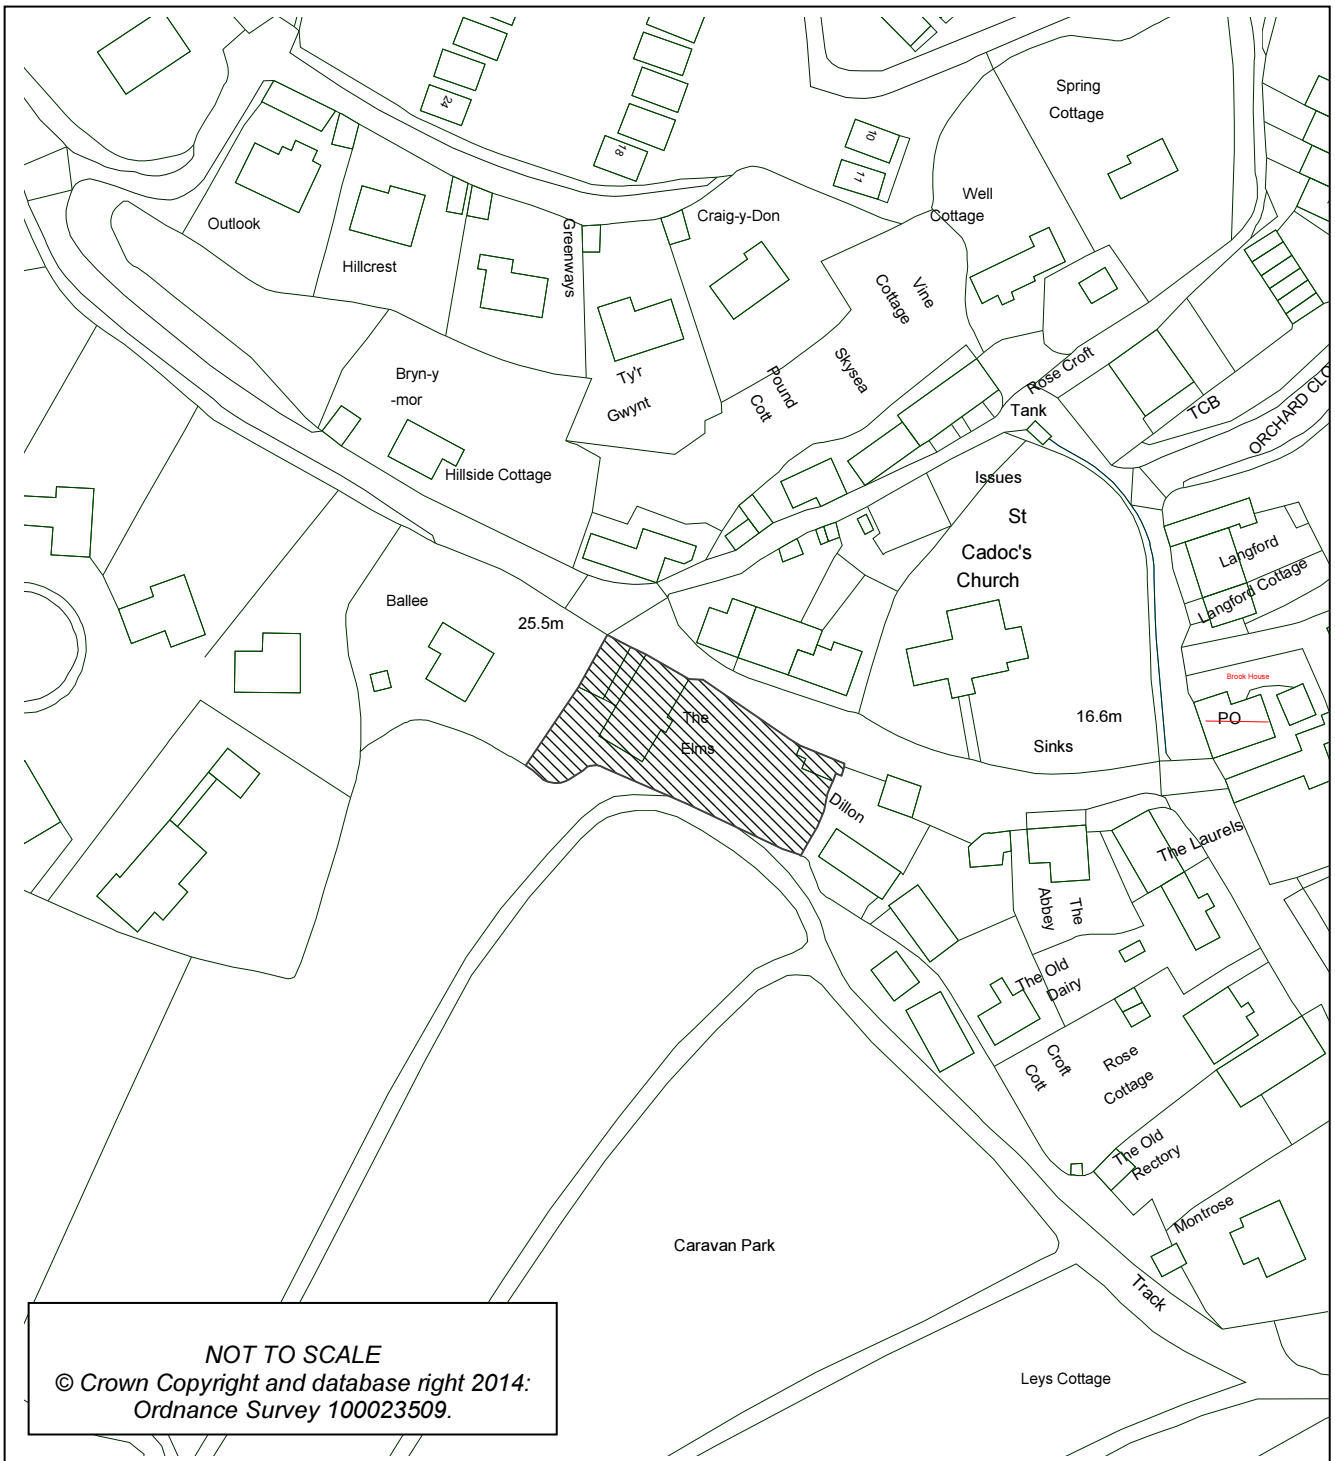 24
18
10
11
Spring
Cottage
Well
Cottage
Outlook
Hillcrest
Greenways
Craig-y-Don
Vine
Cottage
Skysea
Pound
Cott
Ty'r
Gwynt
Bryn-y
-mor
Hillside Cottage
Rose Croft
Tank
TCB
ORCHARD CLO
Issues
St
Cadoc's
Church
Langford
Langford Cottage
Ballee
25.5m
Brook House
PO
16.6m
Sinks
The
Elms
Dillon
The Laurels
The
Abbey
The Old
Dairy
Croft
Cott
Rose
Cottage
The Old
Rectory
Montrose
Caravan Park
Track
Leys Cottage
NOT TO SCALE
© Crown Copyright and database right 2014:
Ordnance Survey 100023509.